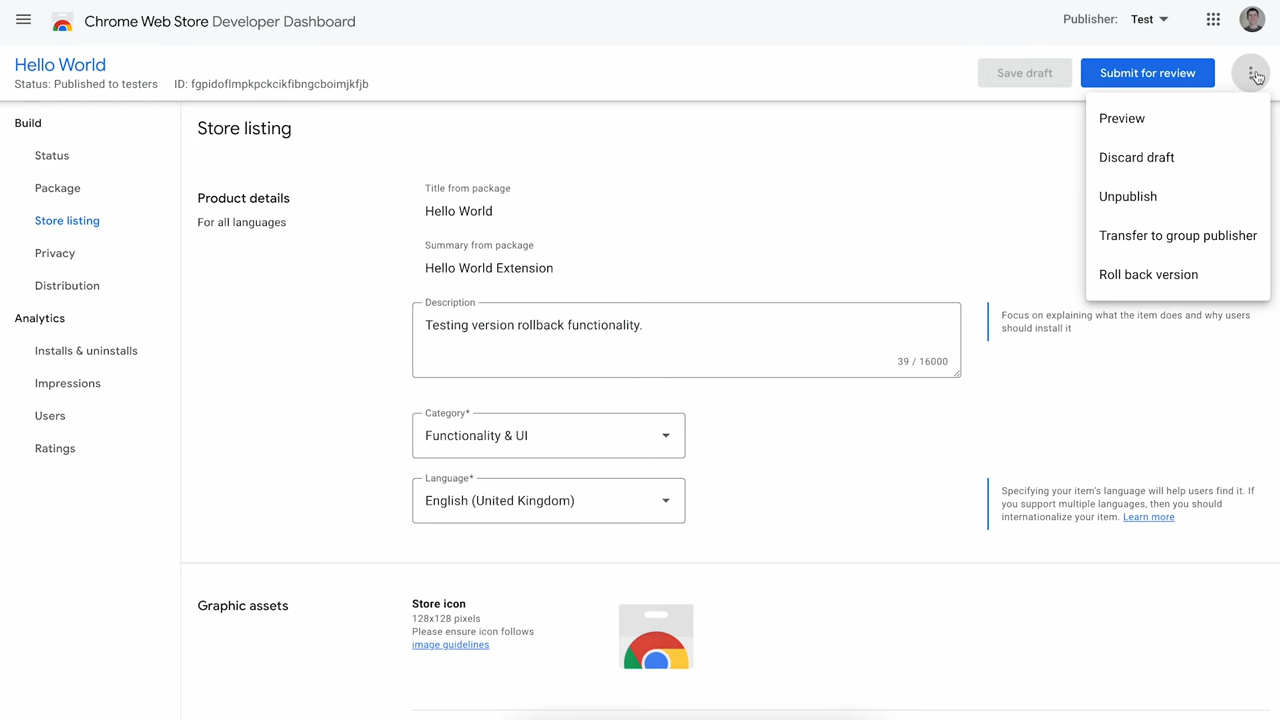 Chrome Web Store Developer Dashboard
Publisher: Test
Hello World
Status: Published to testers ID: fgpidoflmpkpckcikfibngcboimjkfjb
Save draft
Submit for review
Preview
Discard draft
Unpublish
Transfer to group publisher
Roll back version
Build
Status
Package
Store listing
Privacy
Distribution
Analytics
Installs & uninstalls
Impressions
Users
Ratings
Store listing
Product details
For all languages
Title from package
Hello World
Summary from package
Hello World Extension
Description
Testing version rollback functionality.
39 / 16000
Focus on explaining what the item does and why users
should install it
Category*
Functionality & UI
Language*
English (United Kingdom)
Specifying your item's language will help users find it. If
you support multiple languages, then you should
internationalize your item. Learn more
Graphic assets
Store icon
128x128 pixels
Please ensure icon follows
image guidelines